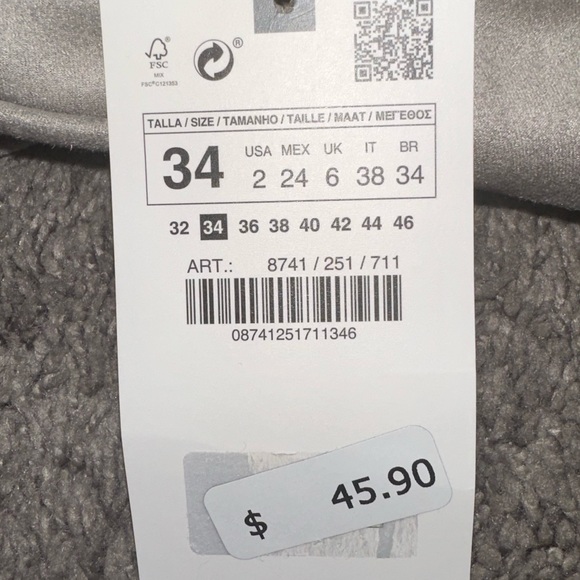 ®
FSC
MIX
FSC® C121253
®
TALLA / SIZE / TAMANHO / TAILLE / MAAT / ΜΕΓΕΘΟΣ
34
USA MEX UK IT BR
2 24 6 38 34
32 34 36 38 40 42 44 46
ART.: 8741 / 251 / 711
08741251711346
$ 45.90